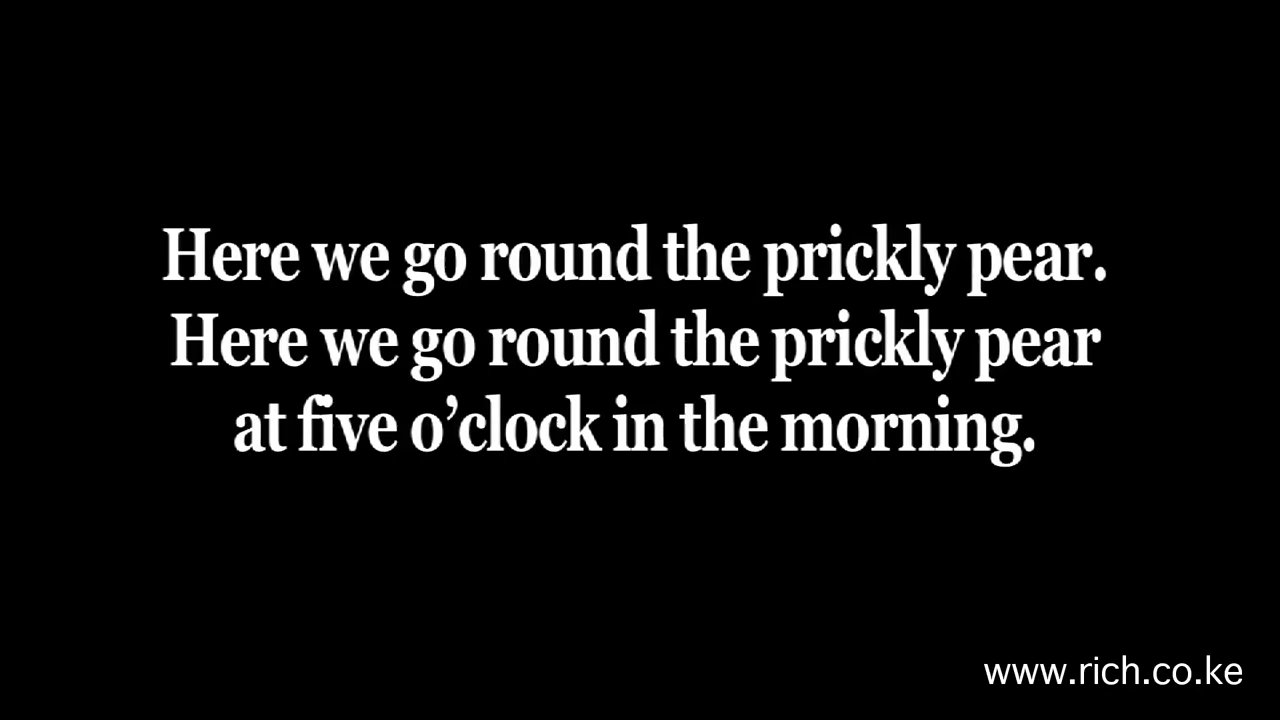 Here we go round the prickly pear.
Here we go round the prickly pear
at five o’clock in the morning.
www.rich.co.ke